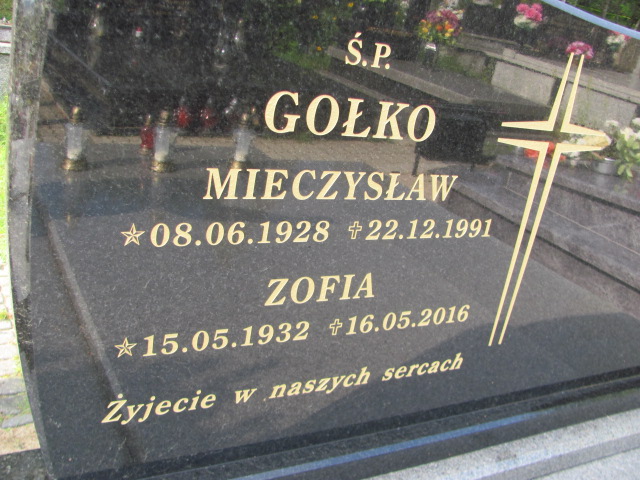 Ś.P.
GOŁKO
MIECZYSŁAW
☆08.06.1928 ✝22.12.1991
ZOFIA
☆15.05.1932 ✝16.05.2016
Żyjecie w naszych sercach